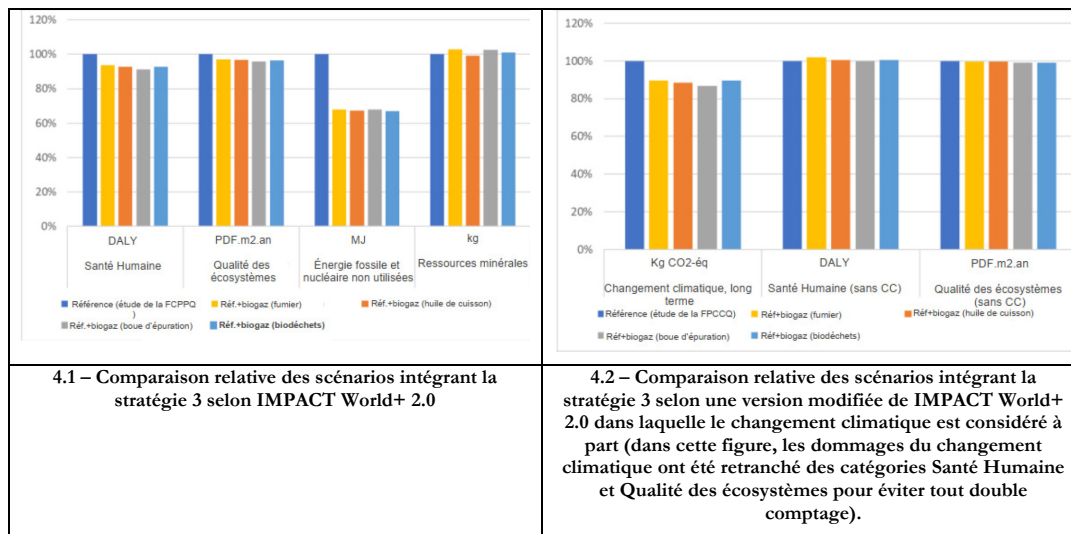 120%
100%
80%
60%
40%
20%
0%
DALY
PDF.m2.an
MJ
kg
Santé Humaine
Qualité des
écosystèmes
Énergie fossile et
nucléaire non utilisées
Ressources minérales
Référence (étude de la FCPPQ
)
Réf.+biogaz (fumier)
Réf.+biogaz (huile de cuisson)
Réf.+biogaz (boue d'épuration)
Réf.+biogaz (biodéchets)
120%
100%
80%
60%
40%
20%
0%
Kg CO2-éq
DALY
PDF.m2.an
Changement climatique, long
terme
Santé Humaine (sans CC)
Qualité des écosystèmes
(sans CC)
Référence (étude de la FPCCQ)
Réf+biogaz (fumier)
Réf+biogaz (huile de cuisson)
Réf+biogaz (boue d'épuration)
Réf+biogaz (biodéchets)
4.1 – Comparaison relative des scénarios intégrant la
stratégie 3 selon IMPACT World+ 2.0
4.2 – Comparaison relative des scénarios intégrant la
stratégie 3 selon une version modifiée de IMPACT World+
2.0 dans laquelle le changement climatique est considéré à
part (dans cette figure, les dommages du changement
climatique ont été retranché des catégories Santé Humaine
et Qualité des écosystèmes pour éviter tout double
comptage).